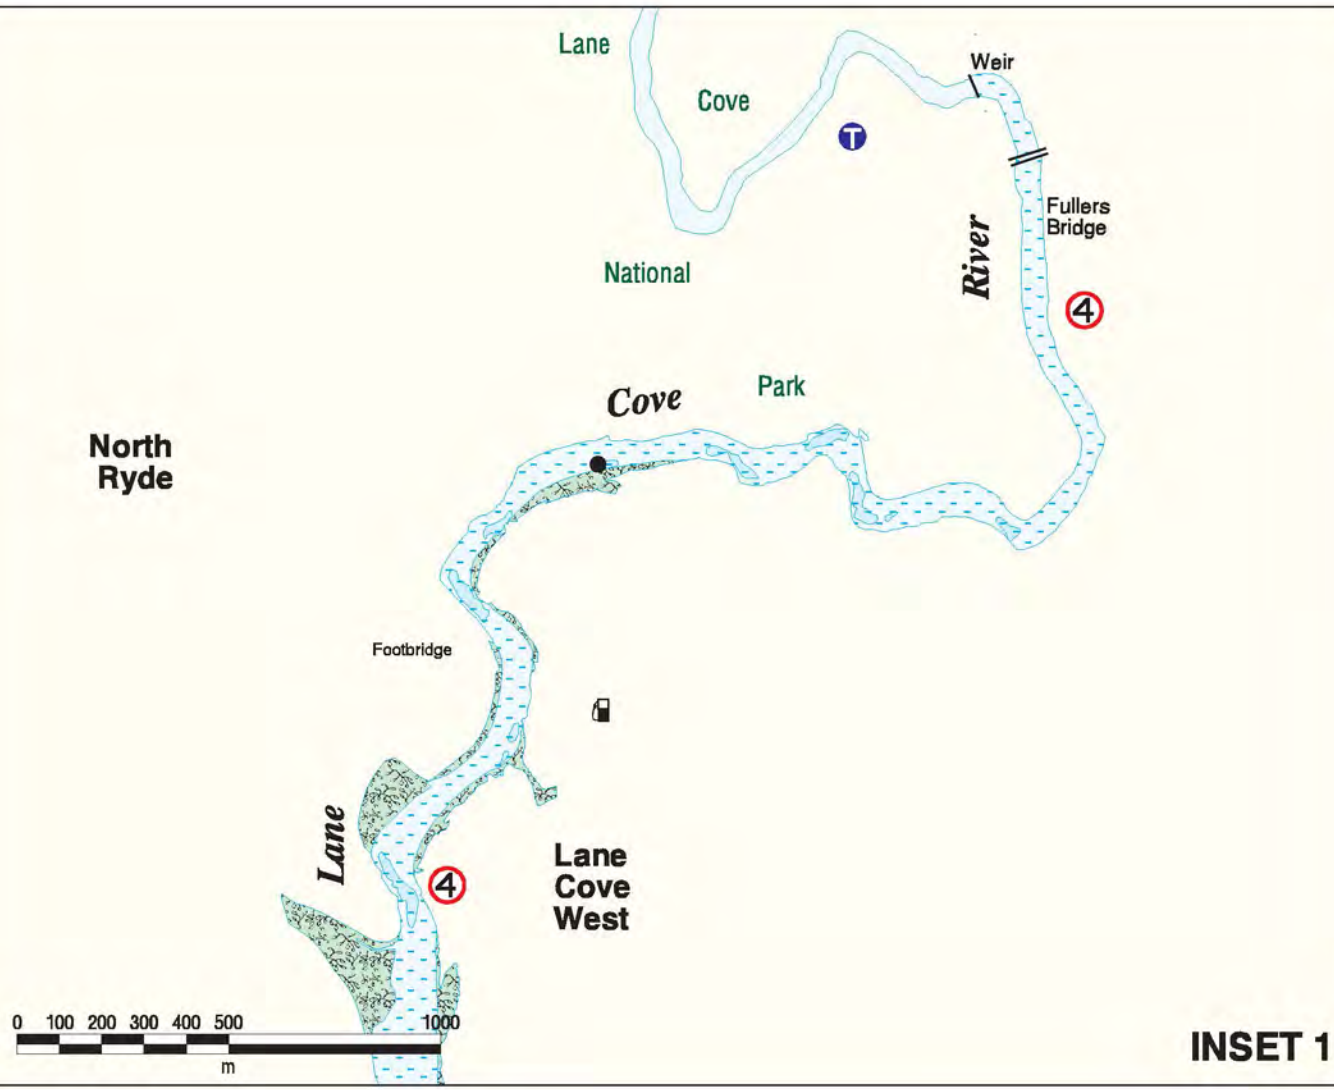 Lane
Weir
Cove
T
Fullers
Bridge
River
National
4
Park
Cove
North
Ryde
Footbridge
Lane
Lane
Cove
West
4
0 100 200 300 400 500 1000
m
INSET 1